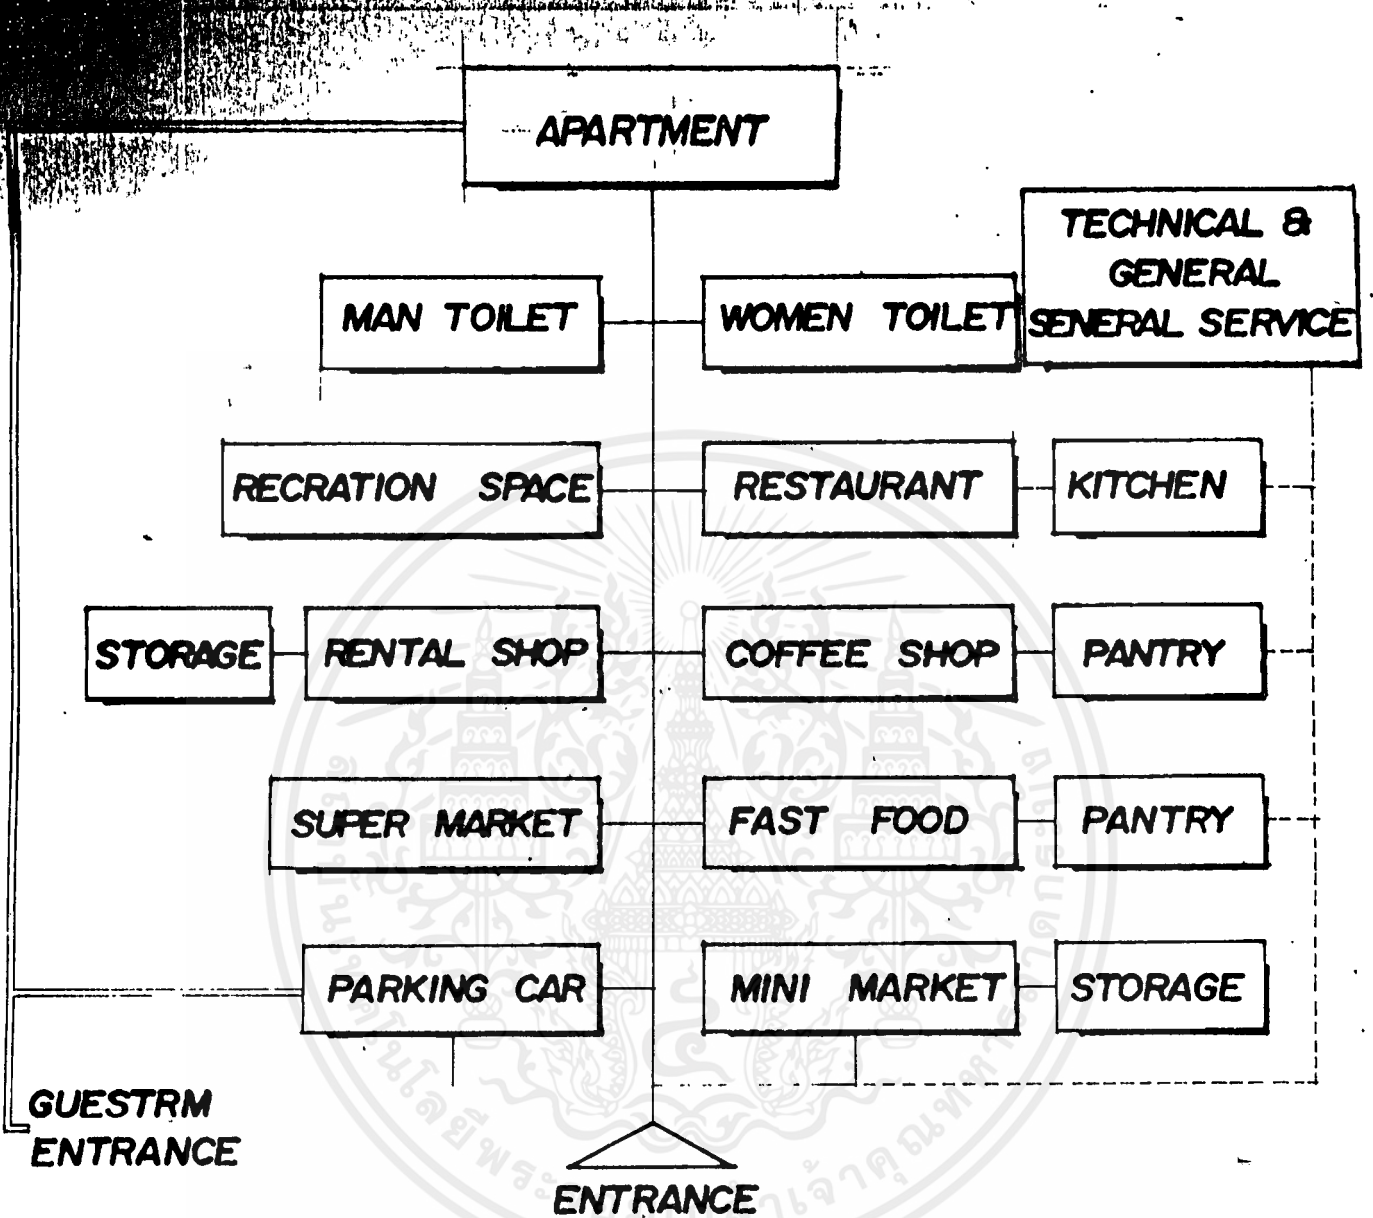 APARTMENT
TECHNICAL &
GENERAL
SENERAL SERVICE
MAN TOILET
WOMEN TOILET
RECRATION SPACE
RESTAURANT
KITCHEN
STORAGE
RENTAL SHOP
COFFEE SHOP
PANTRY
SUPER MARKET
FAST FOOD
PANTRY
PARKING CAR
MINI MARKET
STORAGE
GUESTRM
ENTRANCE
ENTRANCE